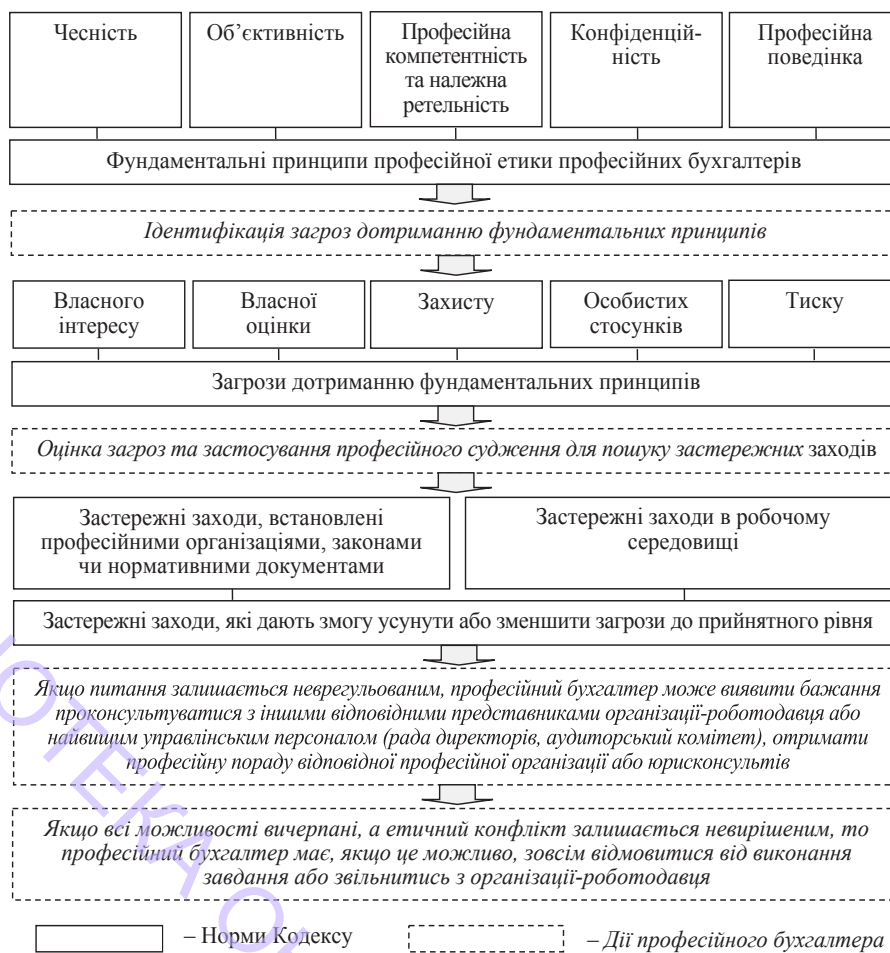 Чесність
Об’єктивність
Професійна
компетентність
та належна
ретельність
Конфіденцій-
ність
Професійна
поведінка
Фундаментальні принципи професійної етики професійних бухгалтерів
Ідентифікація загроз дотриманню фундаментальних принципів
Власного
інтересу
Власної
оцінки
Захисту
Особистих
стосунків
Тиску
Загрози дотриманню фундаментальних принципів
Оцінка загроз та застосування професійного судження для пошуку застережних заходів
Застережні заходи, встановлені
професійними організаціями, законами
чи нормативними документами
Застережні заходи в робочому
середовищі
Застережні заходи, які дають змогу усунути або зменшити загрози до прийнятного рівня
Якщо питання залишається неврегульованим, професійний бухгалтер може виявити бажання
проконсультуватися з іншими відповідними представниками організації-роботодавця або
найвищим управлінським персоналом (рада директорів, аудиторський комітет), отримати
професійну пораду відповідної професійної організації або юрисконсультів
Якщо всі можливості вичерпані, а етичний конфлікт залишається невирішеним, то
професійний бухгалтер має, якщо це можливо, зовсім відмовитися від виконання
завдання або звільнитись з організації-роботодавця
– Норми Кодексу
– Дії професійного бухгалтера